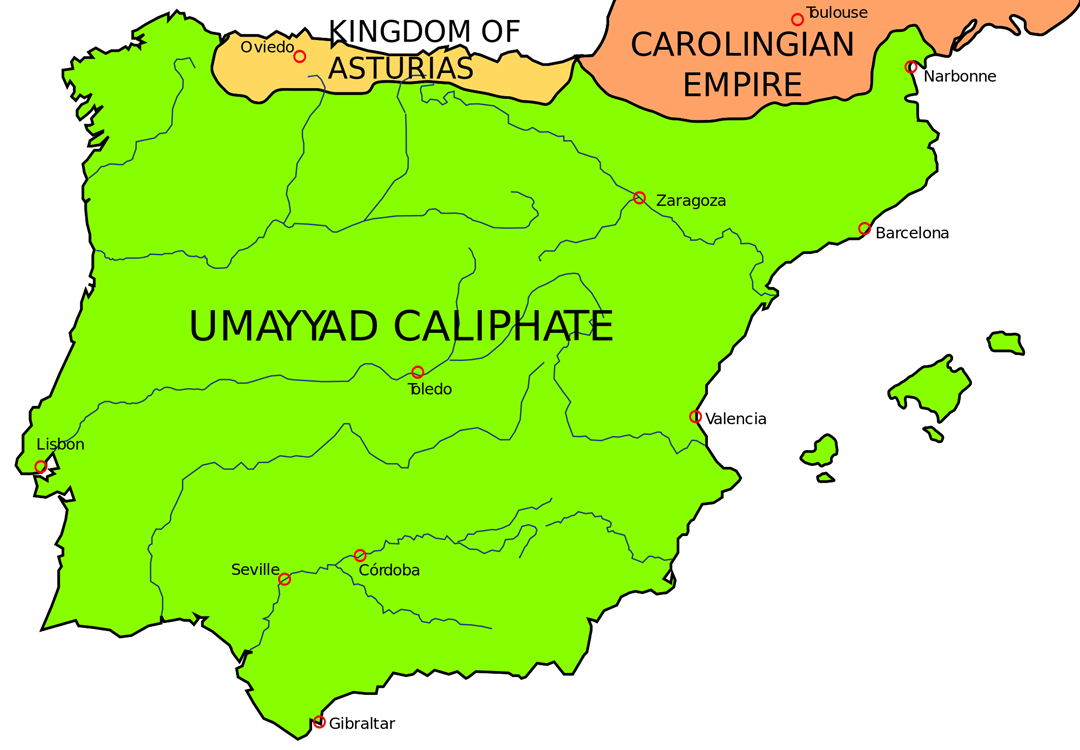 KINGDOM OF
ASTURIAS
Oviedo
Toulouse
CAROLINGIAN
EMPIRE
Narbonne
Zaragoza
Barcelona
UMAYYAD CALIPHATE
Toledo
Valencia
Lisbon
Seville
Córdoba
Gibraltar